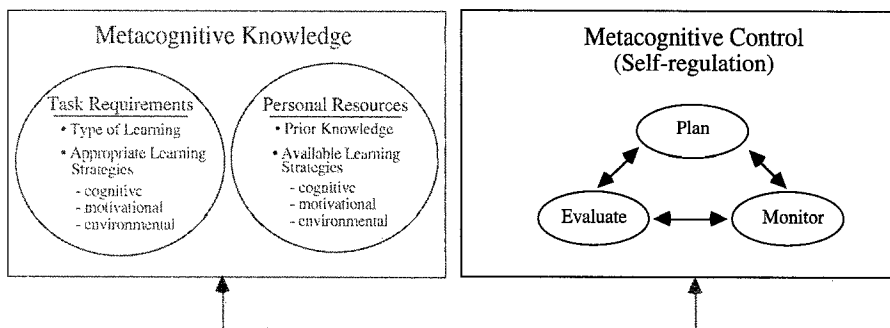 Metacognitive Knowledge
Task Requirements
• Type of Learning
• Appropriate Learning
Strategies
- cognitive
- motivational
- environmental
Personal Resources
• Prior Knowledge
• Available Learning
Strategies
- cognitive
- motivational
- environmental
Metacognitive Control
(Self-regulation)
Plan
Evaluate
Monitor